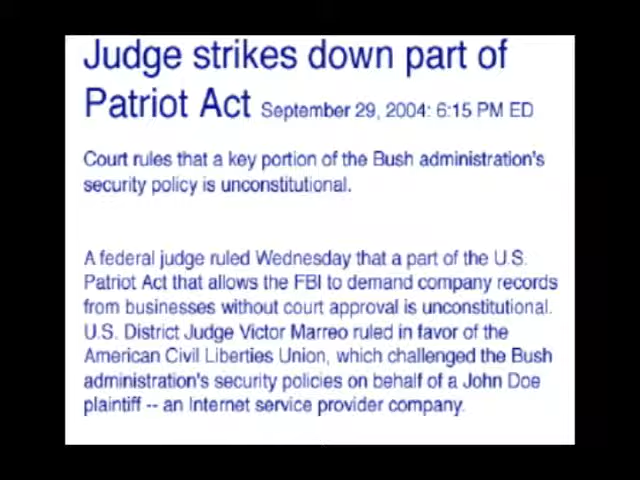 Judge strikes down part of
Patriot Act September 29, 2004: 6:15 PM ED
Court rules that a key portion of the Bush administration's
security policy is unconstitutional.
A federal judge ruled Wednesday that a part of the U.S.
Patriot Act that allows the FBI to demand company records
from businesses without court approval is unconstitutional.
U.S. District Judge Victor Marreo ruled in favor of the
American Civil Liberties Union, which challenged the Bush
administration's security policies on behalf of a John Doe
plaintiff -- an Internet service provider company.